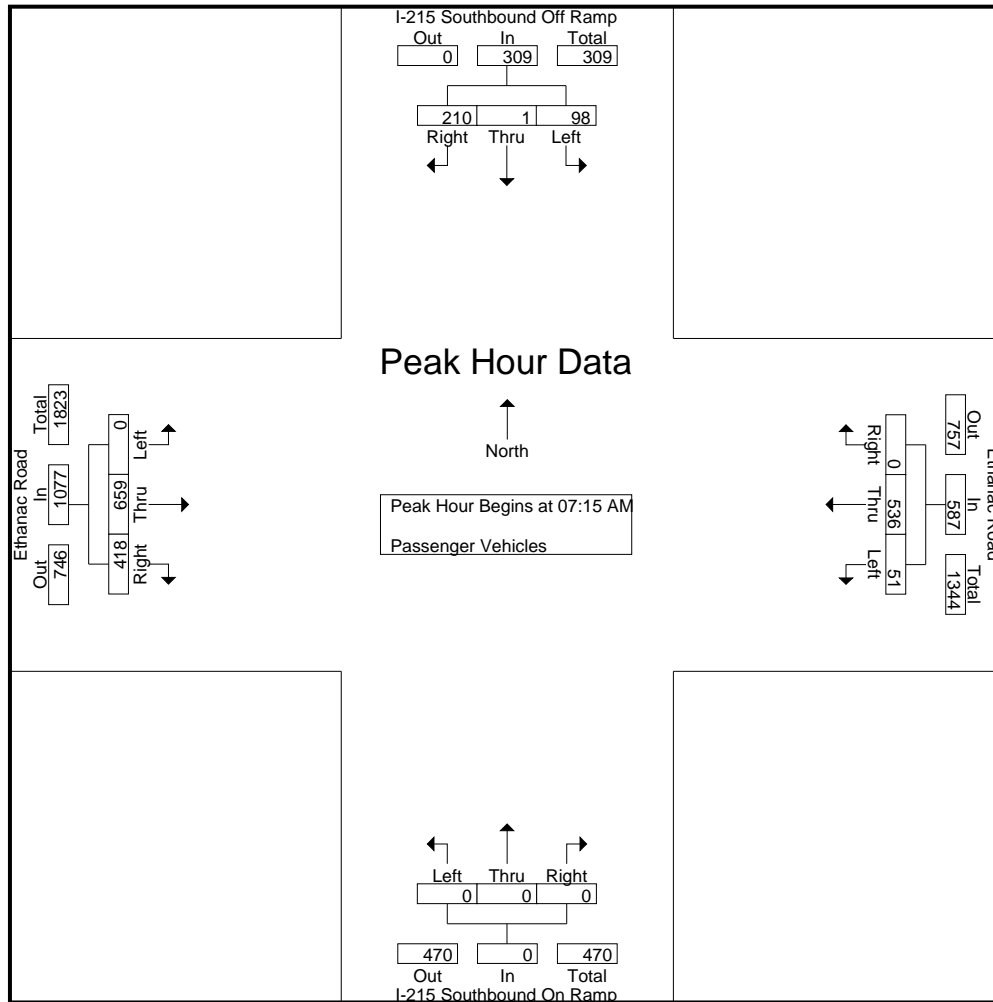 I-215 Southbound Off Ramp
Out In Total
0 309 309
210 1 98
Right Thru Left
Peak Hour Data
North
Peak Hour Begins at 07:15 AM
Passenger Vehicles
Ethanac Road
Out In Total
746 1077 1823
418 659 0
Right Thru Left
Ethanac Road
Out In Total
757 587 1344
0 536 51
Right Thru Left
Left Thru Right
0 0 0
470 0 470
Out In Total
I-215 Southbound On Ramp